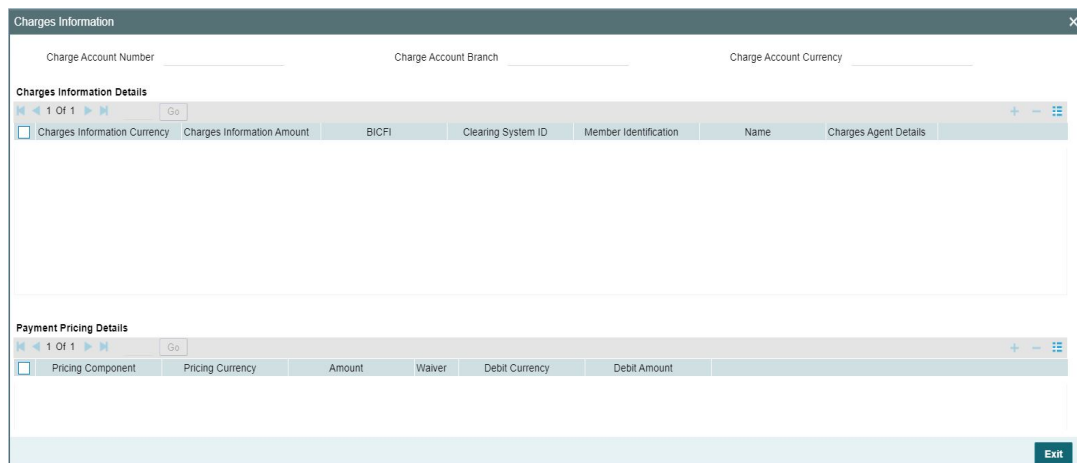 Charges Information
Charge Account Number Charge Account Branch Charge Account Currency
Charges Information Details
1 Of 1 Go
Charges Information Currency Charges Information Amount BICFI Clearing System ID Member Identification Name Charges Agent Details
Payment Pricing Details
1 Of 1 Go
Pricing Component Pricing Currency Amount Waiver Debit Currency Debit Amount
Exit